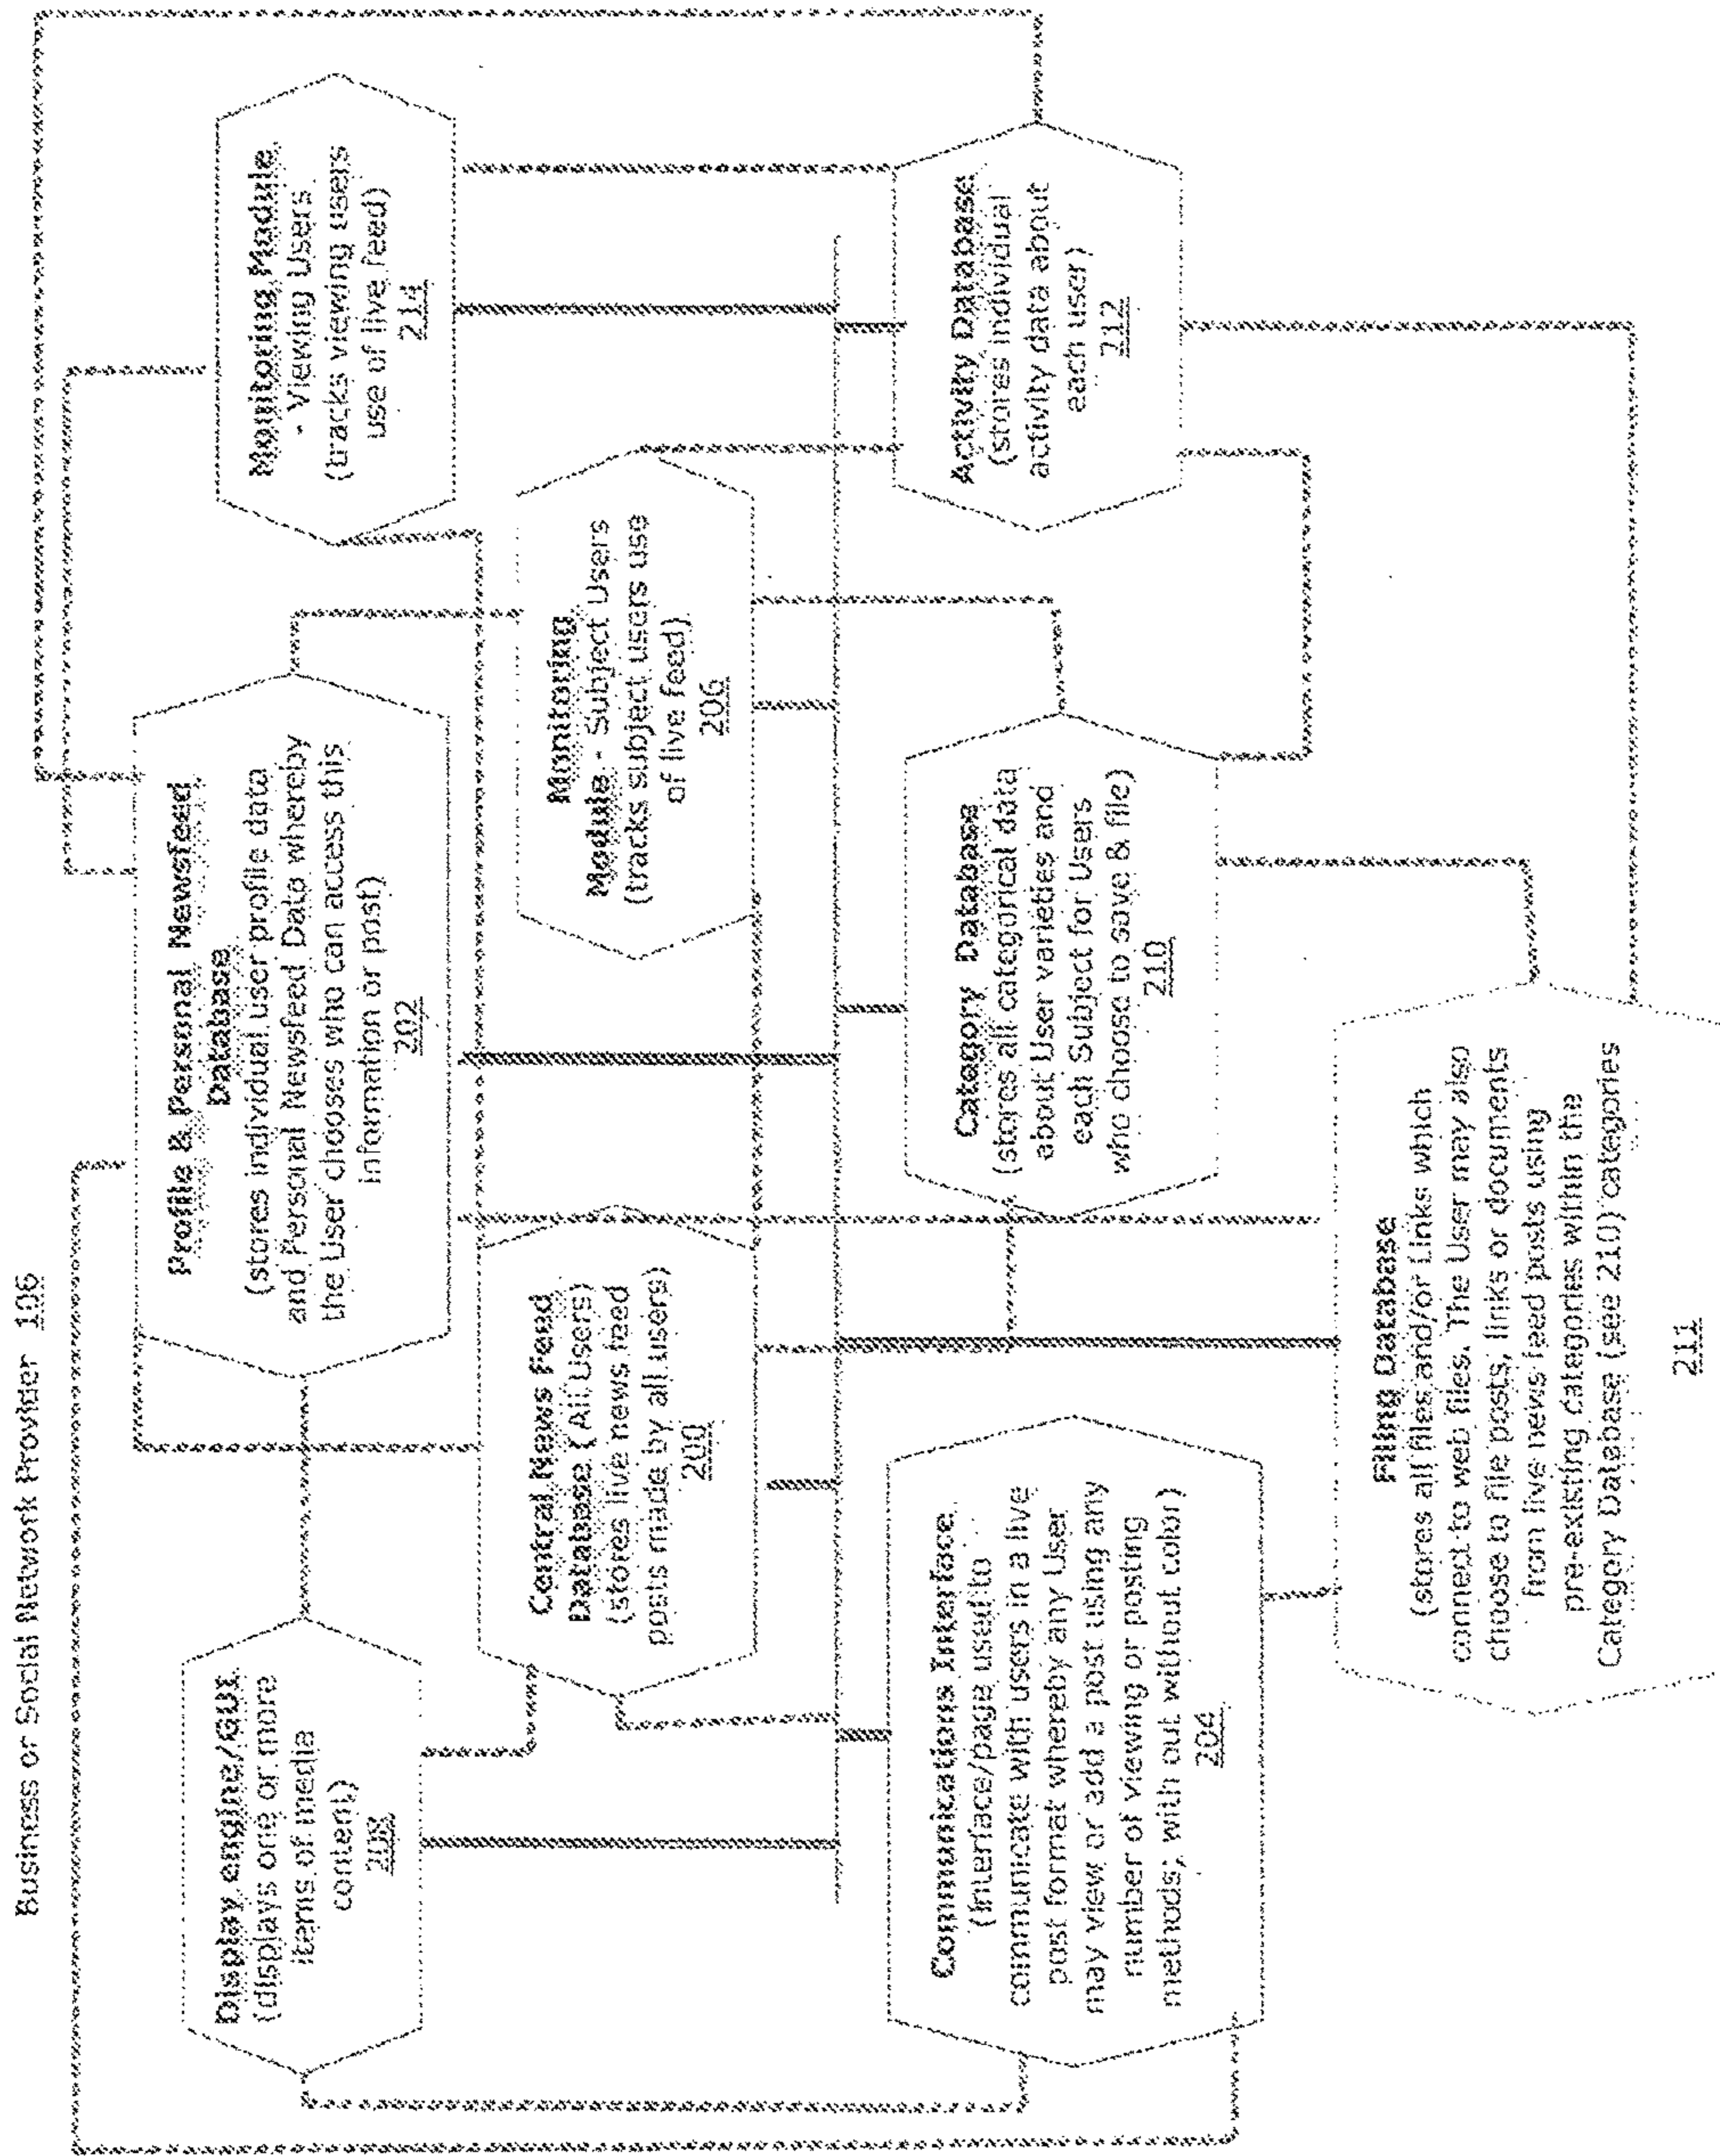 Business or Social Network Provider 106
Display engine/GUI
(displays one or more
items of media
content)
208
Profile & Personal Newsfeed
Database
(stores individual user profile data
and Personal Newsfeed Data whereby
the User chooses who can access this
information or post)
202
Monitoring Module
- Viewing Users
(tracks viewing users
use of live feed)
214
Central News Feed
Database (All Users)
(stores live news feed
posts made by all users)
200
Monitoring
Module - Subject Users
(tracks subject users use
of live feed)
206
Communications Interface
(Interface/page used to
communicate with users in a live
post format whereby any User
may view or add a post using any
number of viewing or posting
methods; with out without color)
204
Category Database
(stores all categorical data
about User varieties and
each Subject for Users
who choose to save & file)
210
Activity Database
(stores individual
activity data about
each user)
212
Filing Database
(stores all files and/or Links which
connect to web files. The User may also
choose to file posts, links or documents
from live news feed posts using
pre-existing categories within the
Category Database (see 210) categories
211